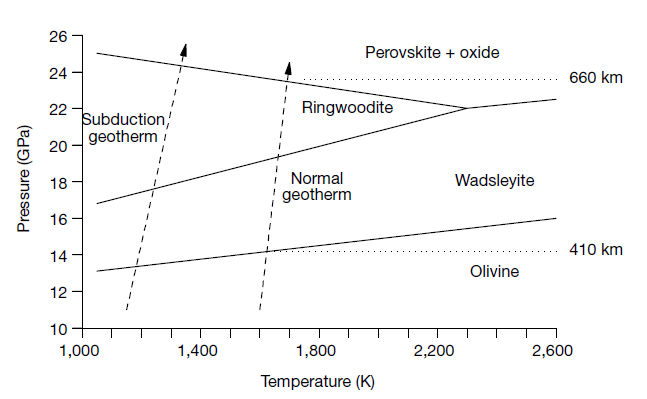 26
Perovskite + oxide
24
660 km
22
Ringwoodite
Subduction
geotherm
20
Normal
geotherm
18
Wadsleyite
16
14
410 km
Olivine
12
10
Pressure (GPa)
1,000
1,400
1,800
2,200
2,600
Temperature (K)